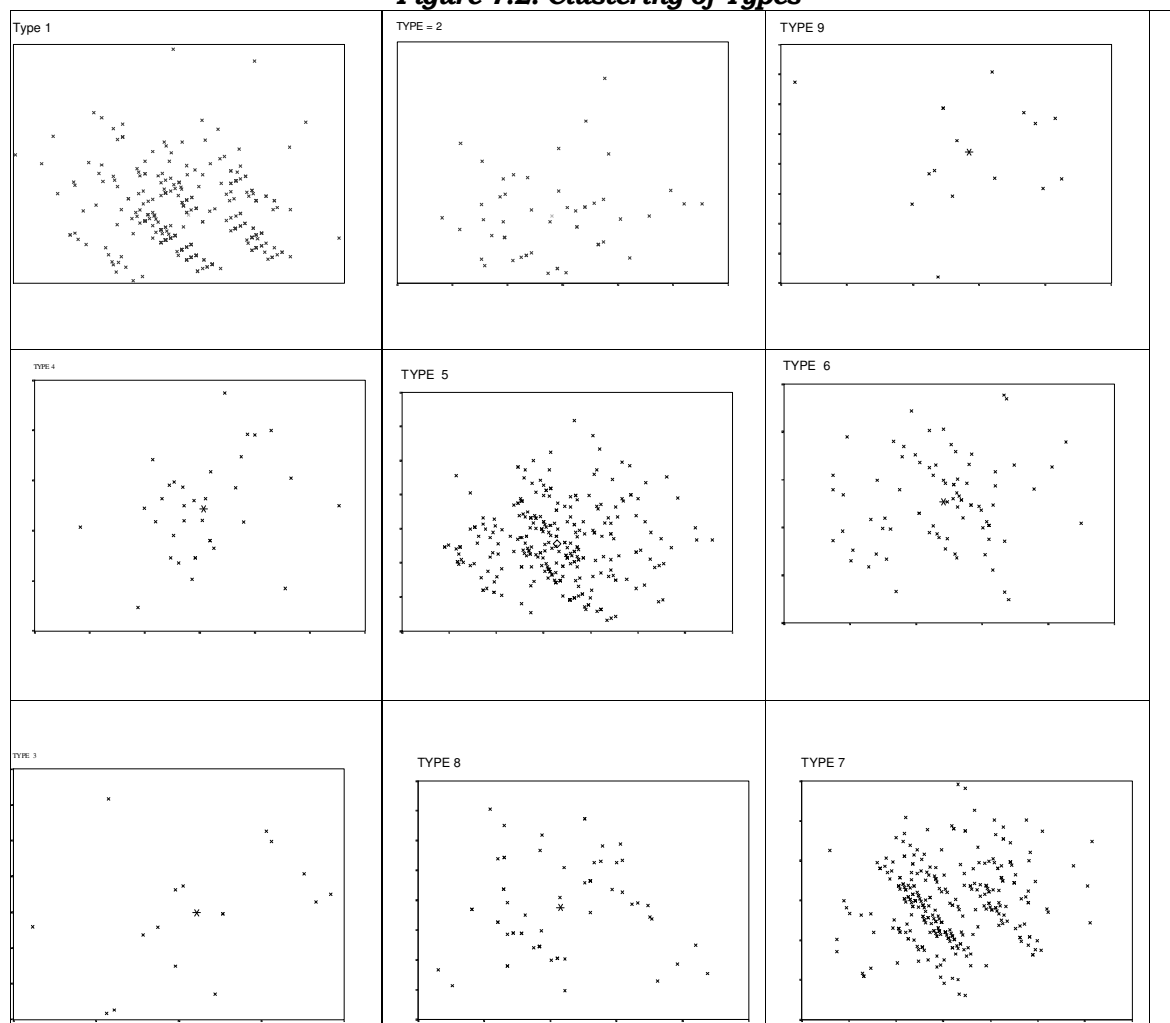 Figure 7.2: Clustering of Types
Type 1
TYPE = 2
TYPE 9
TYPE 4
TYPE 5
TYPE 6
TYPE 3
TYPE 8
TYPE 7